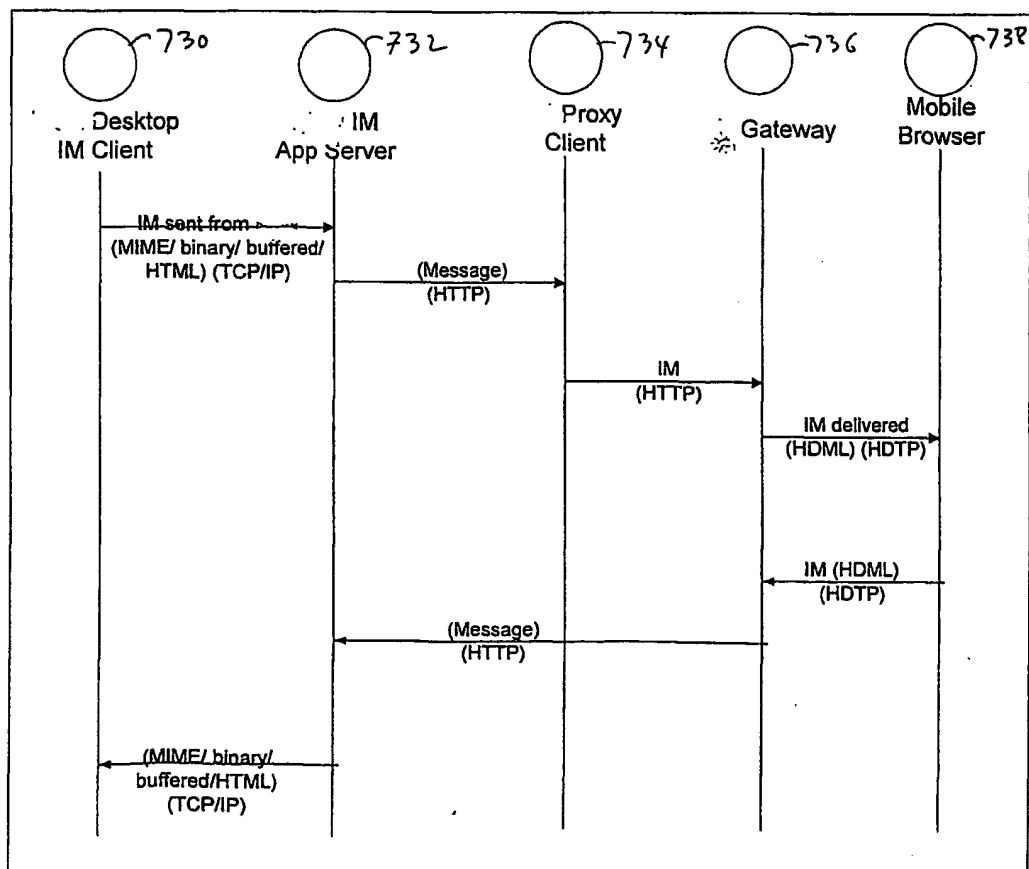 730
732
734
736
738
Desktop
IM Client
IM
App Server
Proxy
Client
Gateway
Mobile
Browser
IM sent from
(MIME/ binary/ buffered/
HTML) (TCP/IP)
(Message)
(HTTP)
IM
(HTTP)
IM delivered
(HDML) (HDTP)
IM (HDML)
(HDTP)
(Message)
(HTTP)
(MIME/ binary/
buffered/HTML)
(TCP/IP)